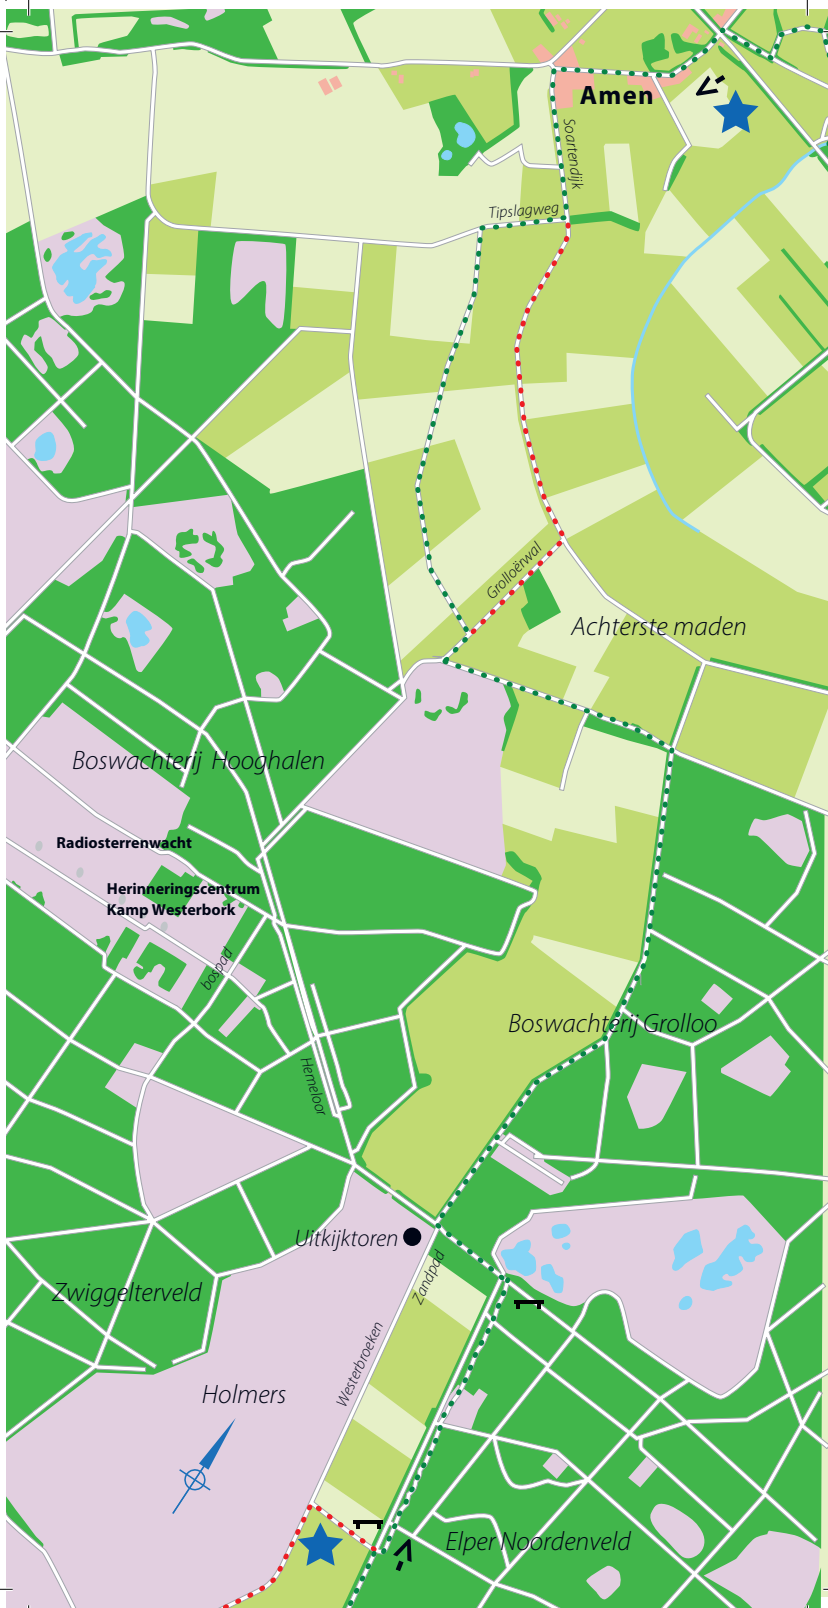 Amen
Soartendijk
Tipslagweg
Grolloërwal
Achterste maden
Boswachterij Hooghalen
Radiosterrenwacht
Herinneringscentrum
Kamp Westerbork
bospad
Boswachterij Grolloo
Hemeloor
Uitkijktoren
Zandpad
Zwiggelterveld
Westerbroeken
Holmers
Elper Noordenveld